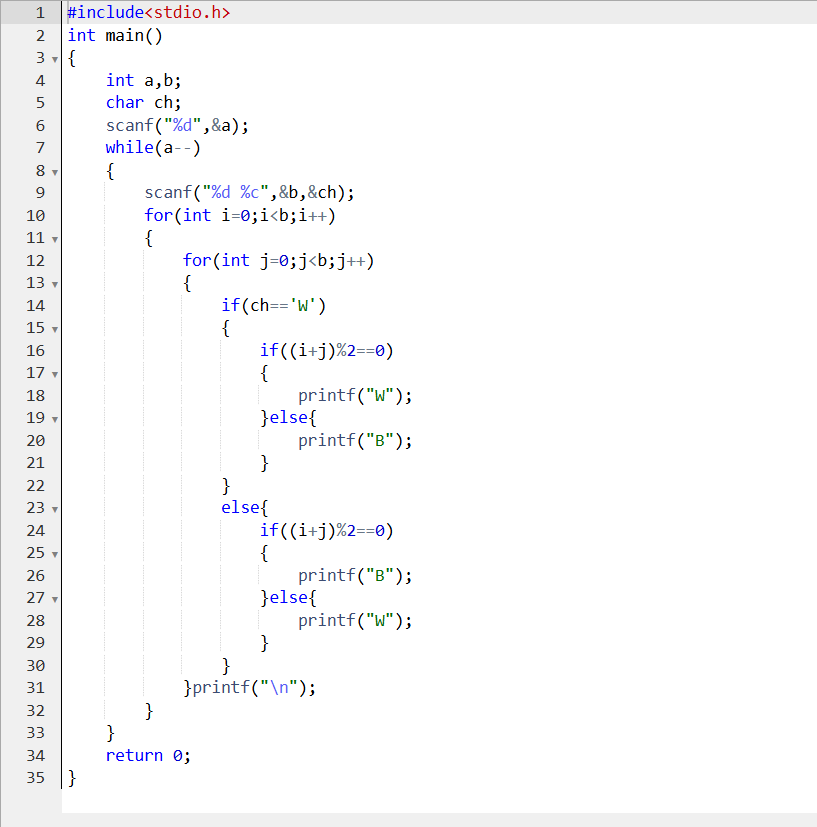 1 #include<stdio.h>
2 int main()
3 {
4     int a,b;
5     char ch;
6     scanf("%d",&a);
7     while(a--)
8     {
9         scanf("%d %c",&b,&ch);
10         for(int i=0;i<b;i++)
11         {
12             for(int j=0;j<b;j++)
13             {
14                 if(ch=='W')
15                 {
16                     if((i+j)%2==0)
17                     {
18                         printf("W");
19                     }else{
20                         printf("B");
21                     }
22                 }
23                 else{
24                     if((i+j)%2==0)
25                     {
26                         printf("B");
27                     }else{
28                         printf("W");
29                     }
30                 }
31             }printf("\n");
32         }
33     }
34     return 0;
35 }